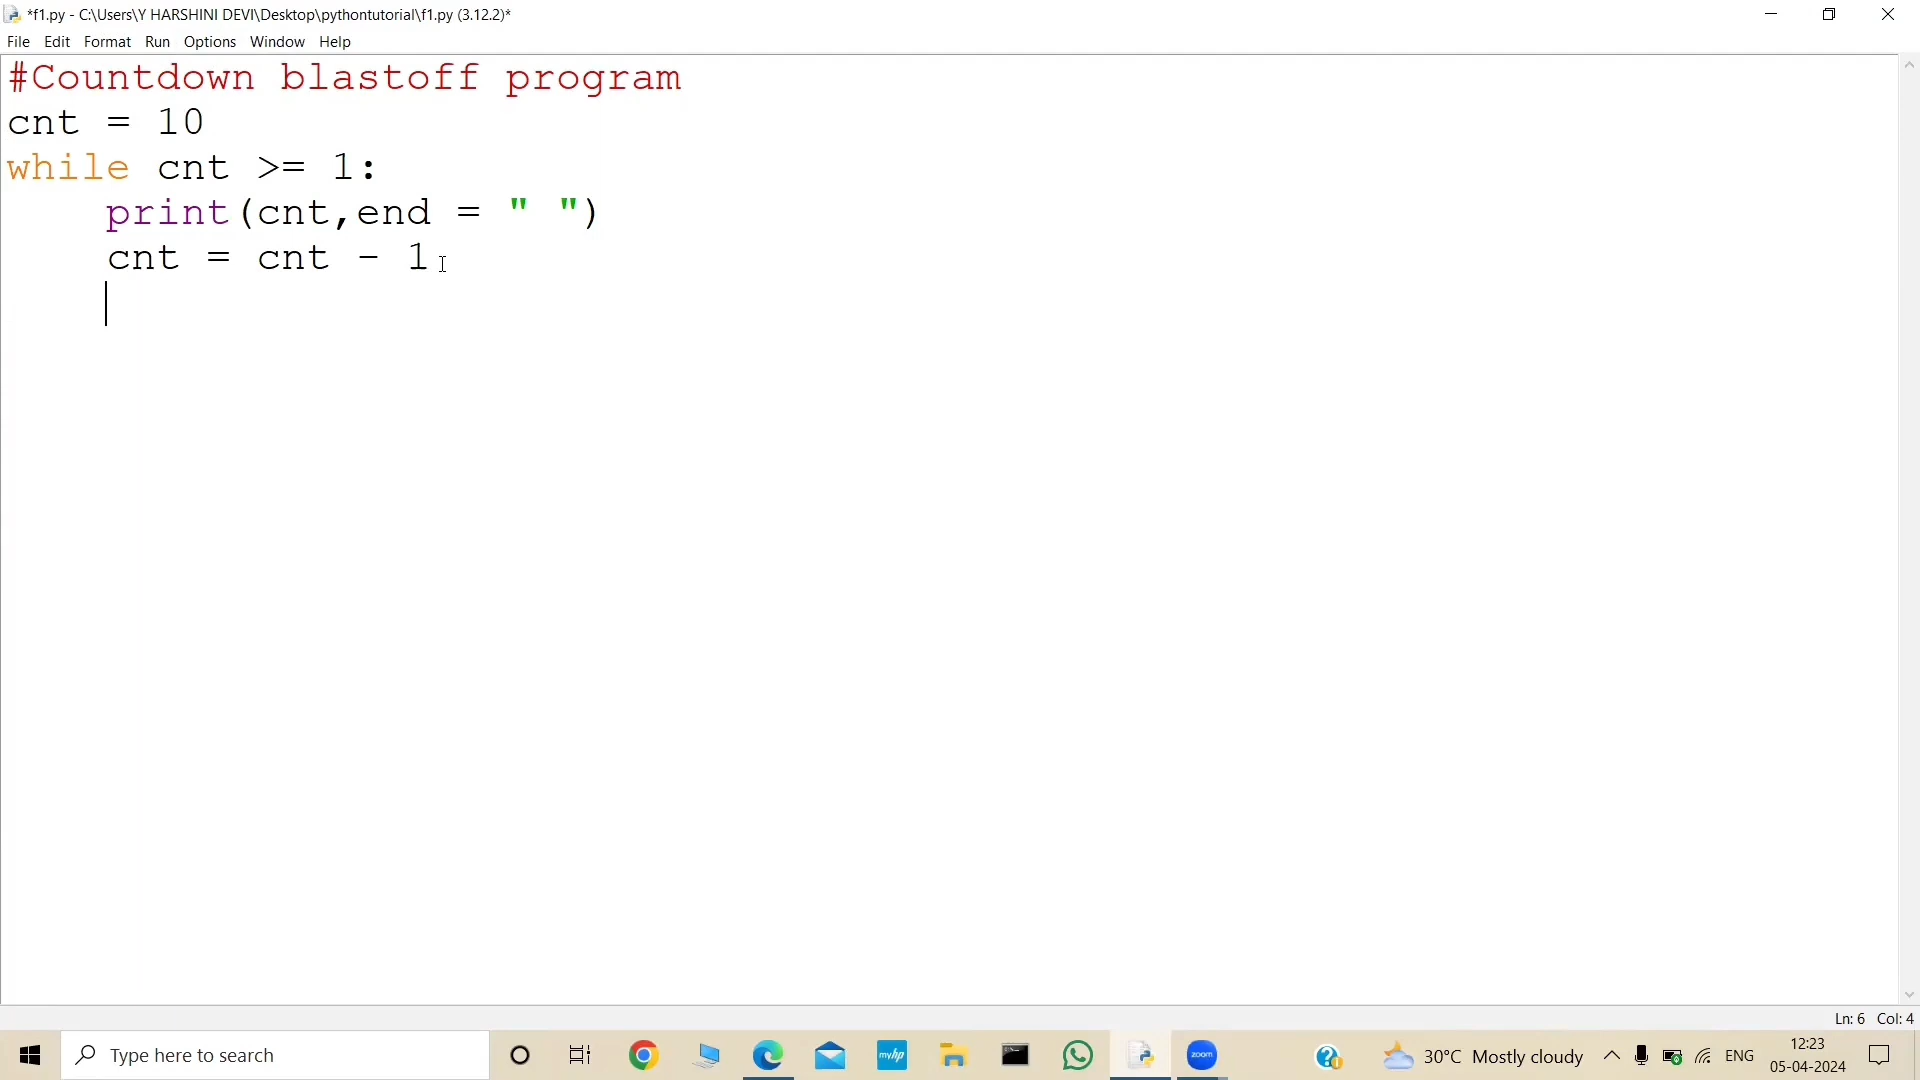 *f1.py - C:\Users\Y HARSHINI DEVI\Desktop\pythontutorial\f1.py (3.12.2)*
File Edit Format Run Options Window Help
#Countdown blastoff program
cnt = 10
while cnt >= 1:
    print(cnt,end = " ")
    cnt = cnt - 1
Ln: 6 Col: 4
Type here to search
myhp
zoom
30°C Mostly cloudy
ENG
12:23
05-04-2024